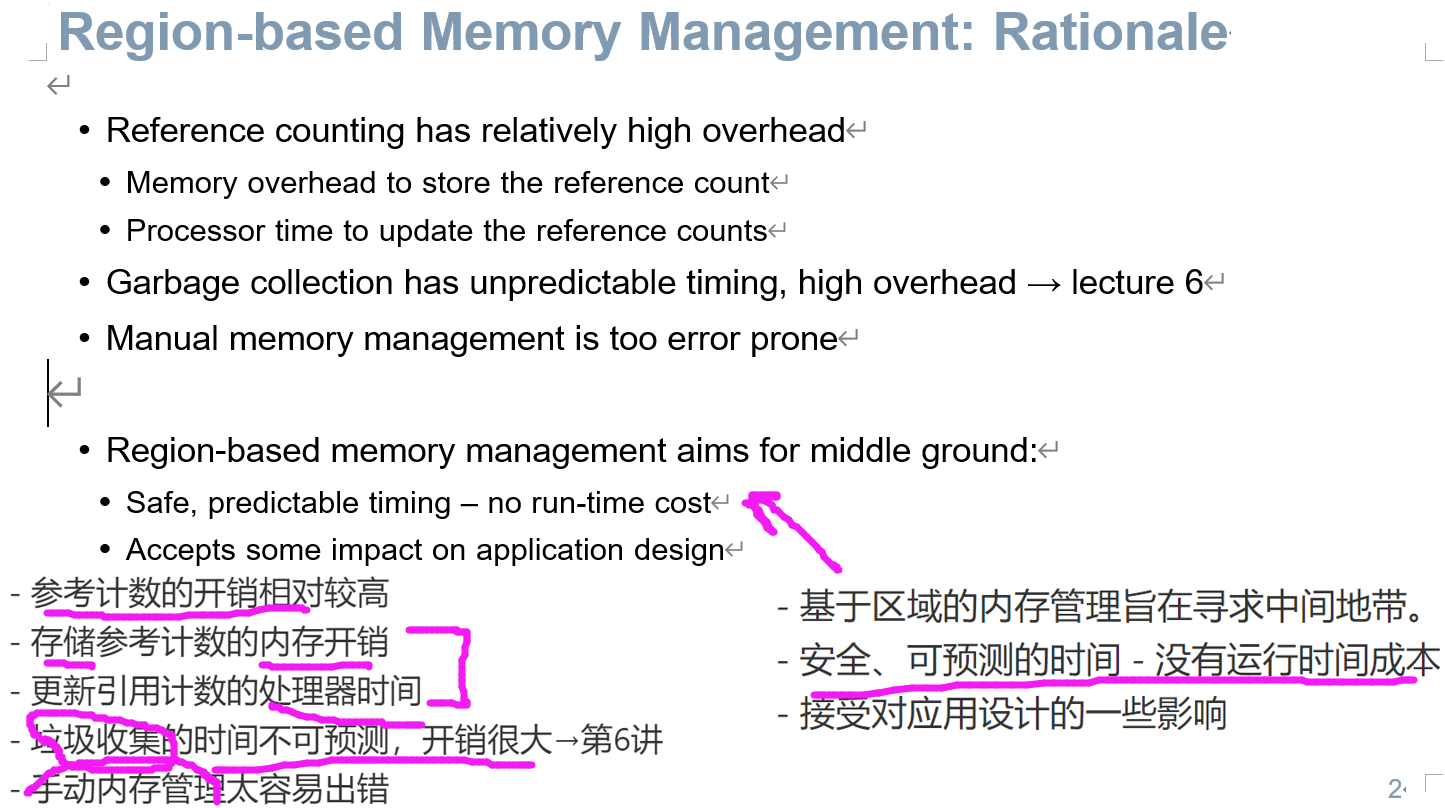 Region-based Memory Management: Rationale
• Reference counting has relatively high overhead
• Memory overhead to store the reference count
• Processor time to update the reference counts
• Garbage collection has unpredictable timing, high overhead → lecture 6
• Manual memory management is too error prone
• Region-based memory management aims for middle ground:
• Safe, predictable timing – no run-time cost
• Accepts some impact on application design
- 参考计数的开销相对较高
- 存储参考计数的内存开销
- 更新引用计数的处理器时间
- 垃圾收集的时间不可预测，开销很大→第6讲
- 手动内存管理太容易出错
- 基于区域的内存管理旨在寻求中间地带。
- 安全、可预测的时间 - 没有运行时间成本
- 接受对应用设计的一些影响
2